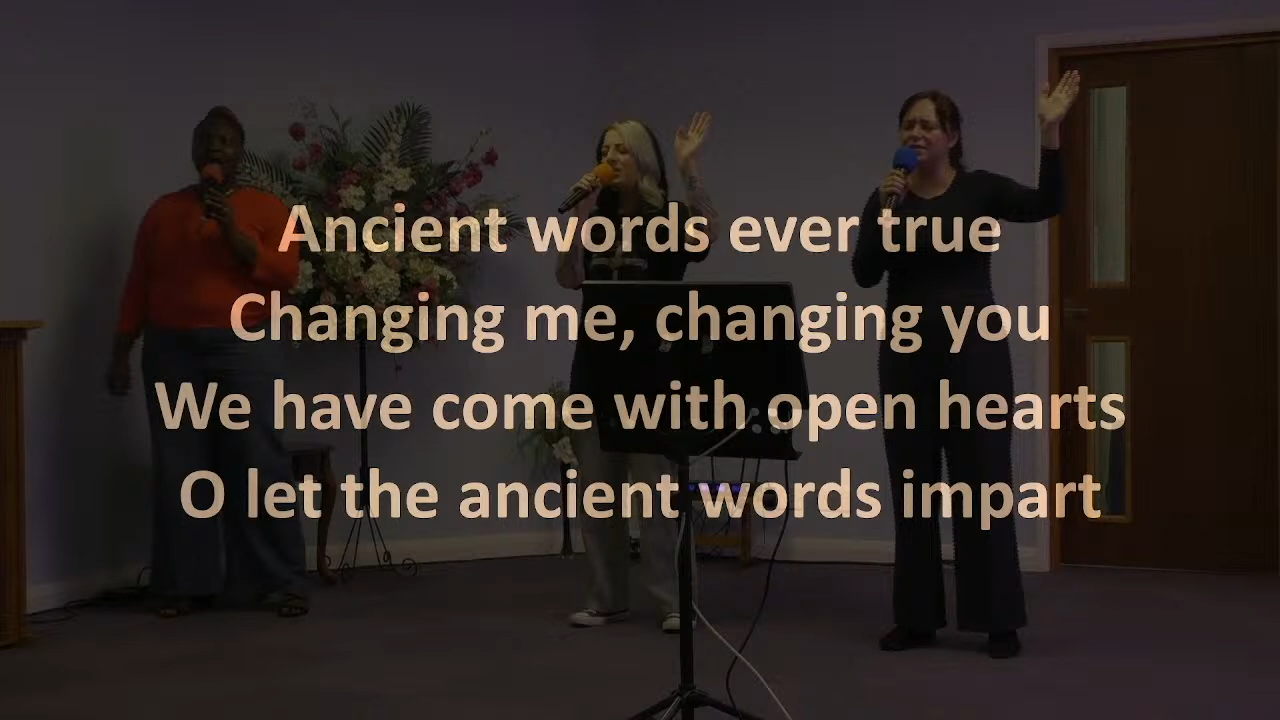 Ancient words ever true
Changing me, changing you
We have come with open hearts
O let the ancient words impart